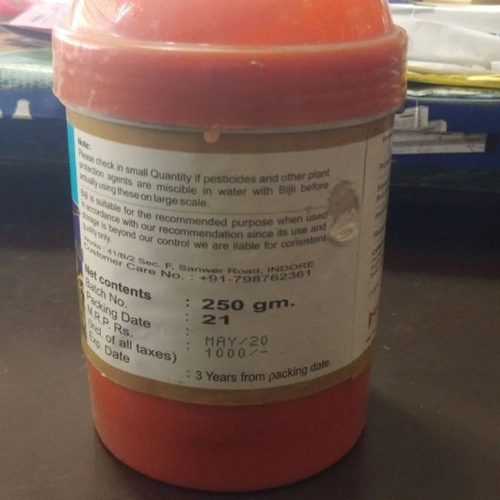 Note:
Please check in small Quantity if pesticides and other plant
protection agents are miscible in water with Bijli before
actually using these on large scale.
Bijli is suitable for the recommended purpose when used
in accordance with our recommendation since its use and
storage is beyond our control we are liable for consistent
quality only.
Works : 41/B/2 Sec. F, Sanwer Road, INDORE
Customer Care No. : +91-798762361
Net contents : 250 gm.
Batch No. : 21
Packing Date : MAY/20
M.R.P. Rs. : 1000/-
(Incl. of all taxes)
Exp. Date : 3 Years from packing date.